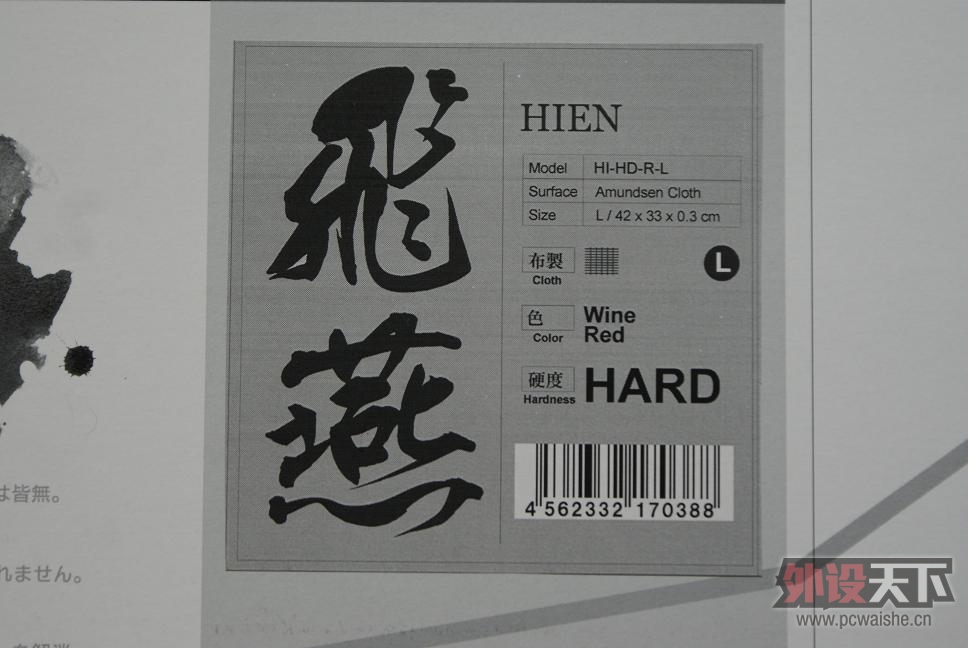 飛燕
HIEN
Model HI-HD-R-L
Surface Amundsen Cloth
Size L / 42 x 33 x 0.3 cm
布製
Cloth
L
色
Color
Wine
Red
硬度
Hardness
HARD
4 562332 170388
は皆無。
れません。
外设天下
www.pcwaishe.cn